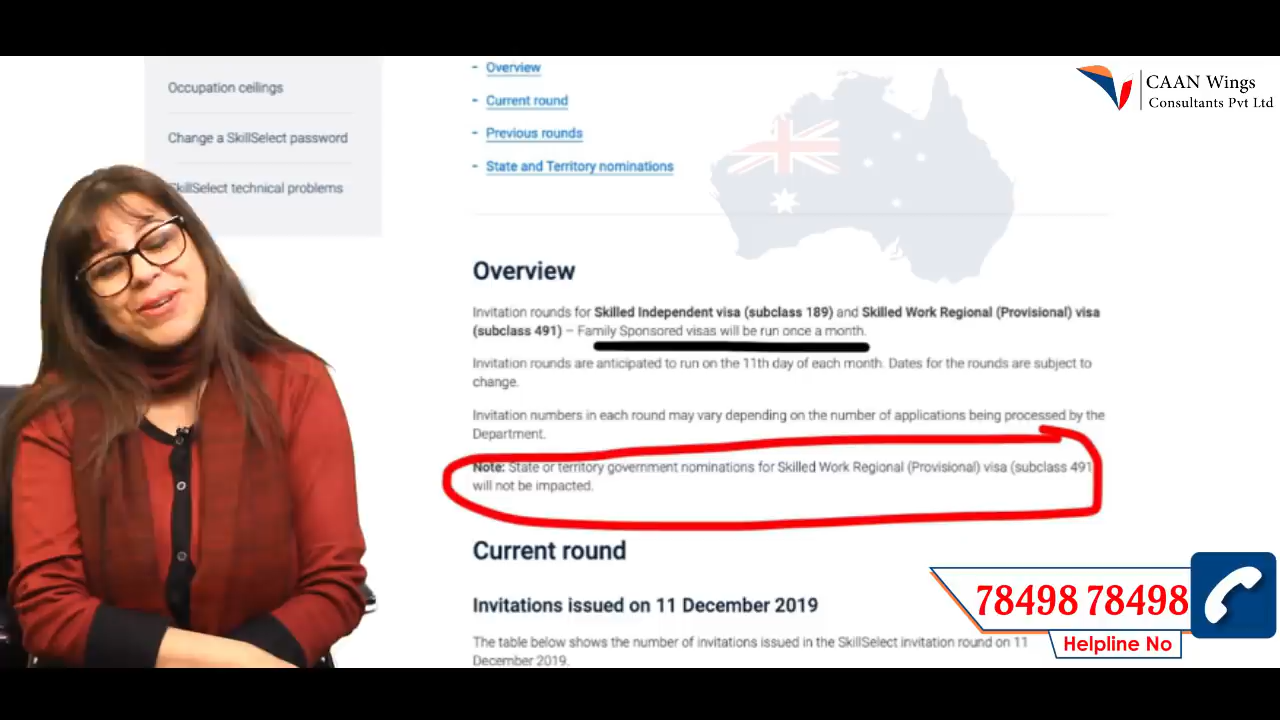 Occupation ceilings
Change a SkillSelect password
SkillSelect technical problems
- Overview
- Current round
- Previous rounds
- State and Territory nominations
CAAN Wings
Consultants Pvt Ltd
Overview
Invitation rounds for Skilled Independent visa (subclass 189) and Skilled Work Regional (Provisional) visa
(subclass 491) – Family Sponsored visas will be run once a month.
Invitation rounds are anticipated to run on the 11th day of each month. Dates for the rounds are subject to
change.
Invitation numbers in each round may vary depending on the number of applications being processed by the
Department.
Note: State or territory government nominations for Skilled Work Regional (Provisional) visa (subclass 491
will not be impacted.
Current round
Invitations issued on 11 December 2019
The table below shows the number of invitations issued in the SkillSelect invitation round on 11
December 2019.
78498 78498
Helpline No